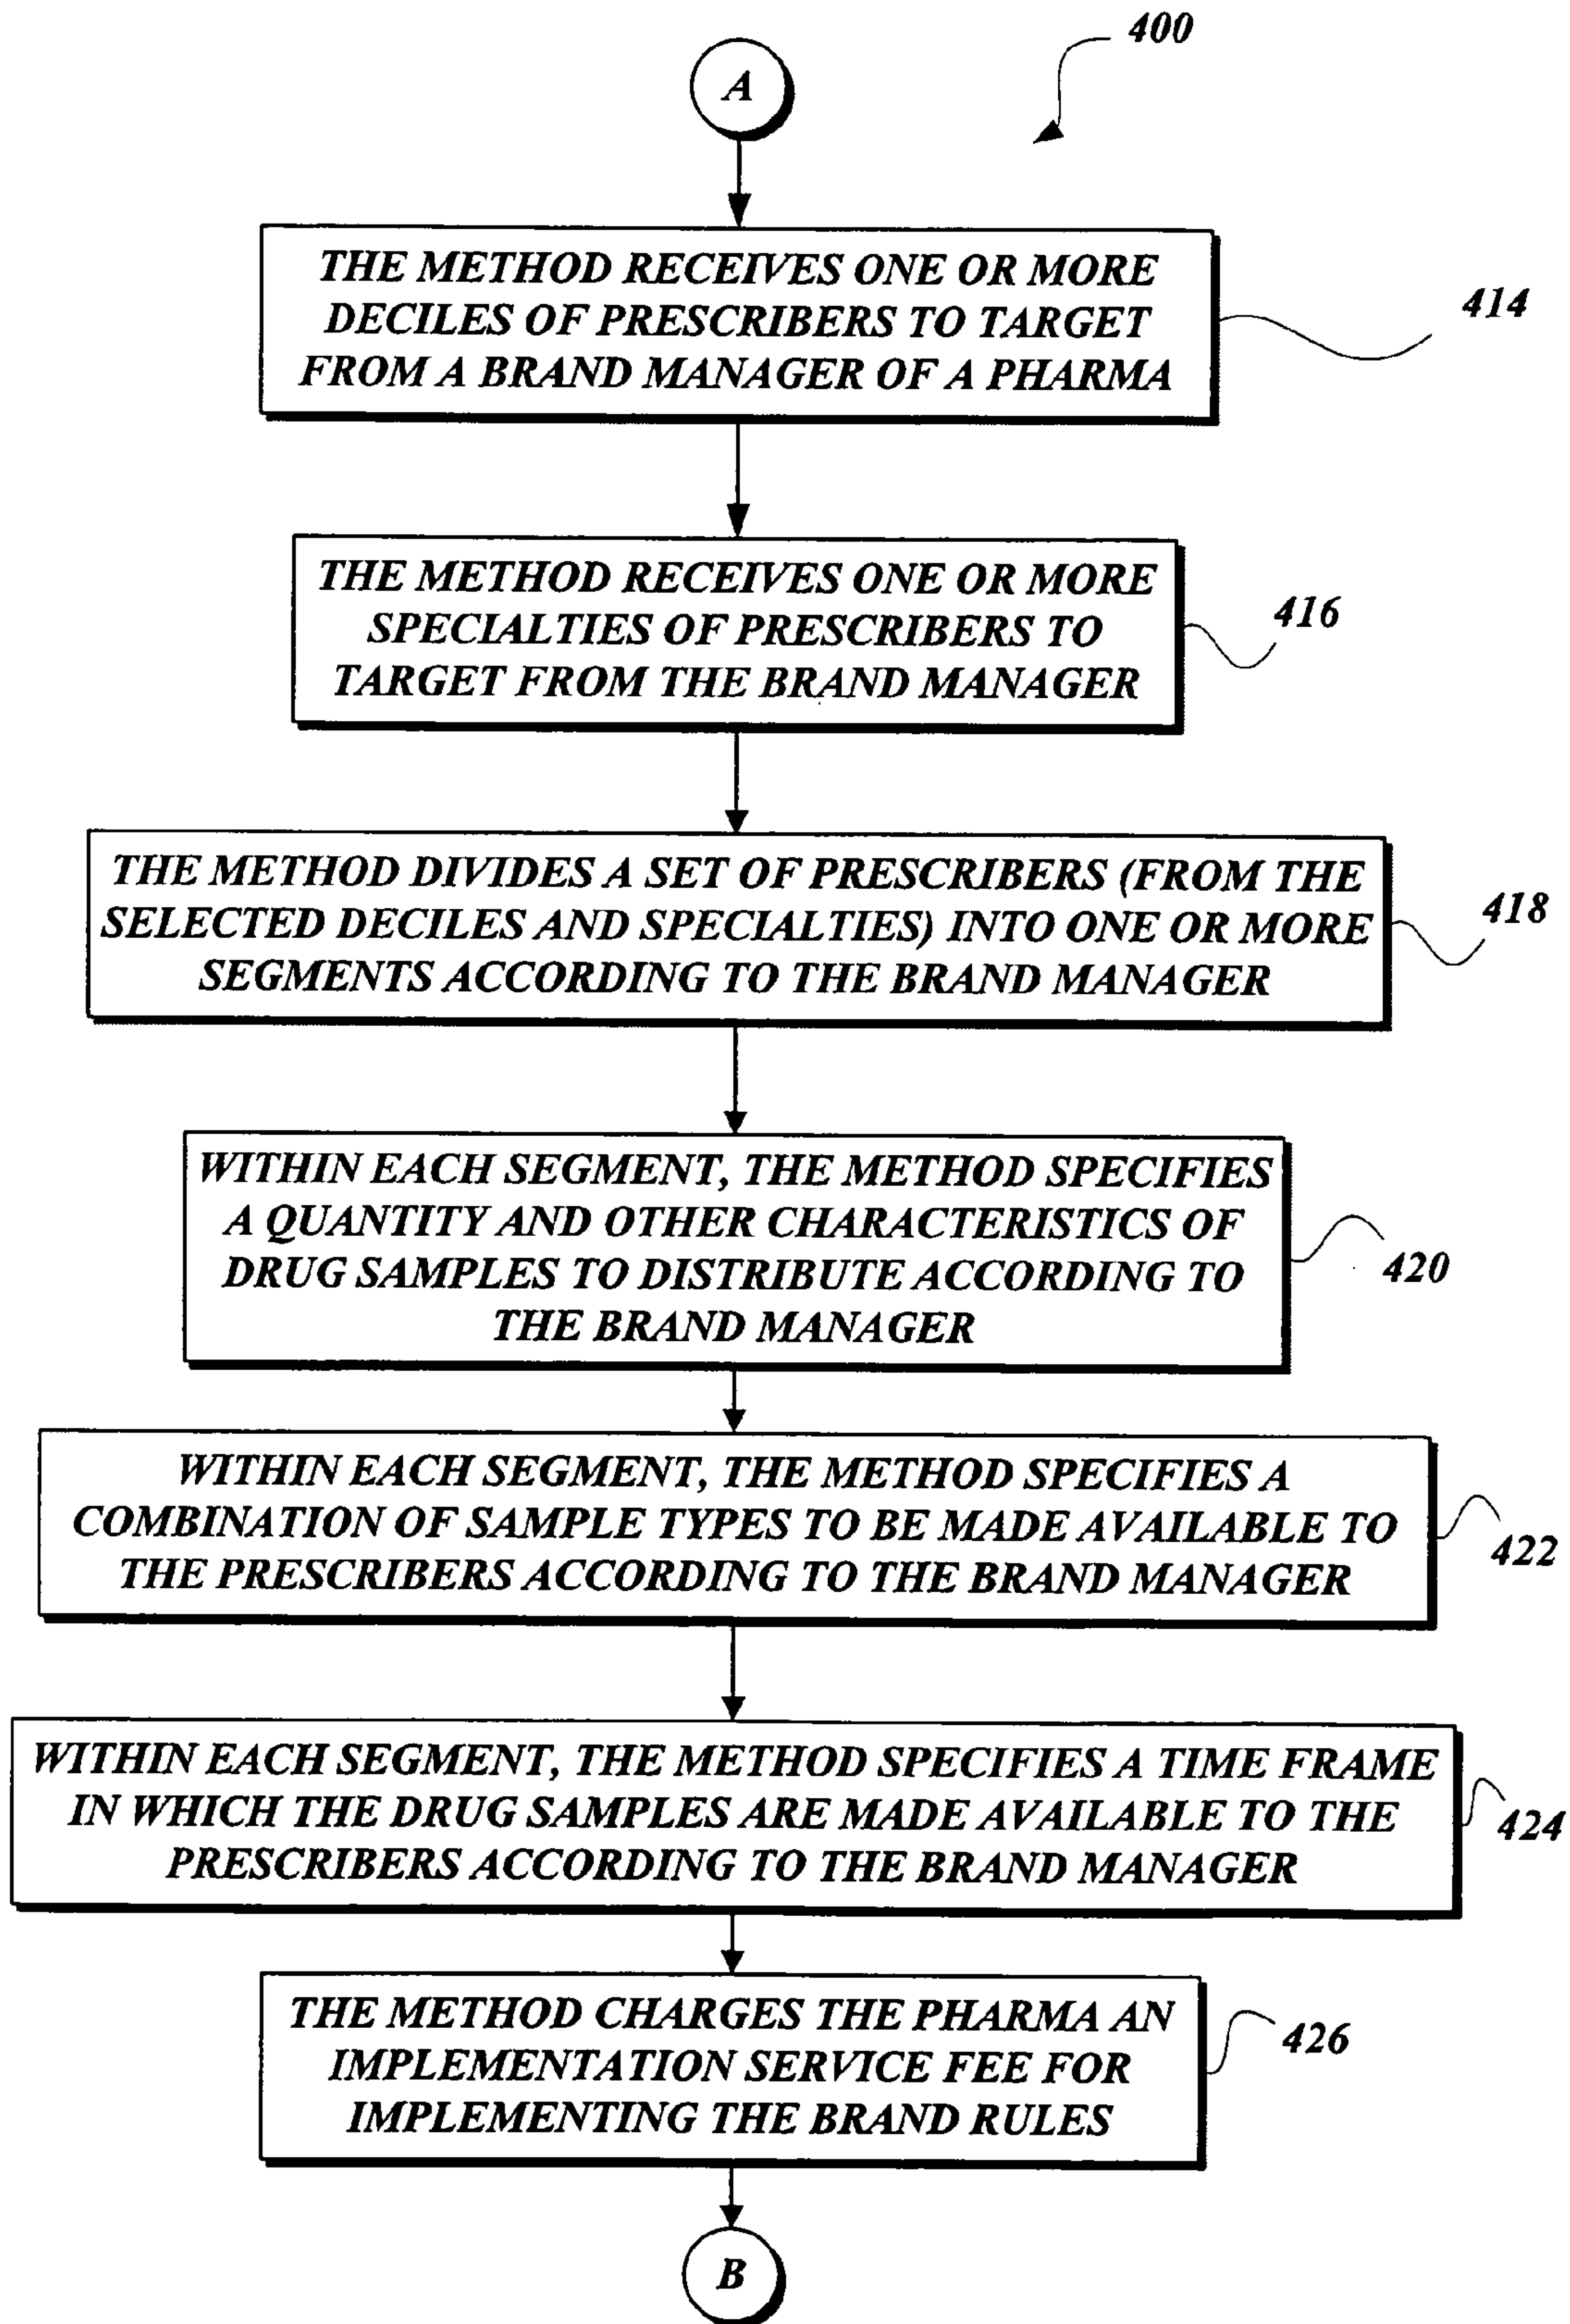 400
A
THE METHOD RECEIVES ONE OR MORE
DECILES OF PRESCRIBERS TO TARGET
FROM A BRAND MANAGER OF A PHARMA
414
THE METHOD RECEIVES ONE OR MORE
SPECIALTIES OF PRESCRIBERS TO
TARGET FROM THE BRAND MANAGER
416
THE METHOD DIVIDES A SET OF PRESCRIBERS (FROM THE
SELECTED DECILES AND SPECIALTIES) INTO ONE OR MORE
SEGMENTS ACCORDING TO THE BRAND MANAGER
418
WITHIN EACH SEGMENT, THE METHOD SPECIFIES
A QUANTITY AND OTHER CHARACTERISTICS OF
DRUG SAMPLES TO DISTRIBUTE ACCORDING TO
THE BRAND MANAGER
420
WITHIN EACH SEGMENT, THE METHOD SPECIFIES A
COMBINATION OF SAMPLE TYPES TO BE MADE AVAILABLE TO
THE PRESCRIBERS ACCORDING TO THE BRAND MANAGER
422
WITHIN EACH SEGMENT, THE METHOD SPECIFIES A TIME FRAME
IN WHICH THE DRUG SAMPLES ARE MADE AVAILABLE TO THE
PRESCRIBERS ACCORDING TO THE BRAND MANAGER
424
THE METHOD CHARGES THE PHARMA AN
IMPLEMENTATION SERVICE FEE FOR
IMPLEMENTING THE BRAND RULES
426
B